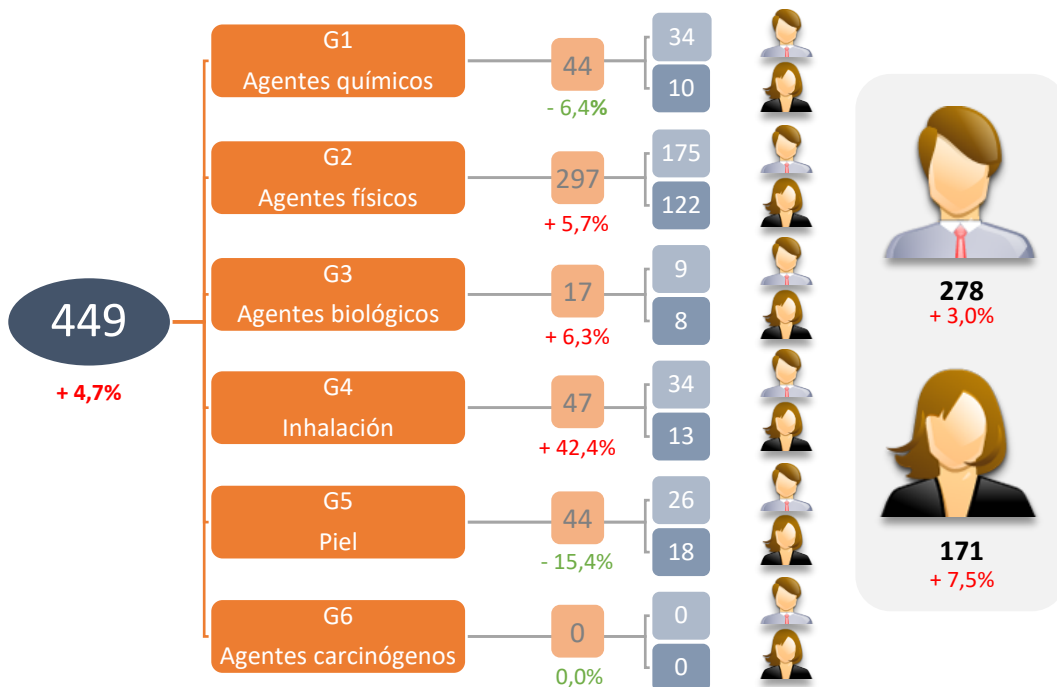 449
+ 4,7%
G1
Agentes químicos
44
- 6,4%
34
10
G2
Agentes físicos
297
+ 5,7%
175
122
G3
Agentes biológicos
17
+ 6,3%
9
8
G4
Inhalación
47
+ 42,4%
34
13
G5
Piel
44
- 15,4%
26
18
G6
Agentes carcinógenos
0
0,0%
0
0
278
+ 3,0%
171
+ 7,5%